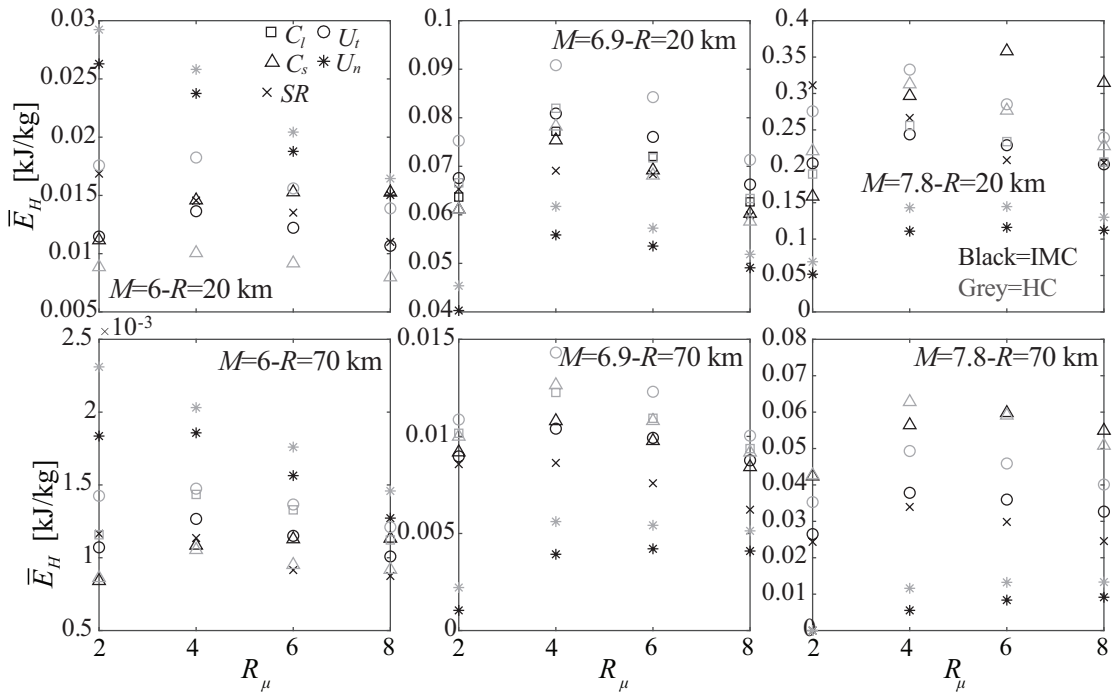 0.03
0.025
0.02
0.015
0.01
0.005
E̅_H [kJ/kg]
C_l
U_t
C_s
U_n
SR
M=6-R=20 km
0.1
0.09
0.08
0.07
0.06
0.05
0.04
M=6.9-R=20 km
0.4
0.35
0.3
0.25
0.2
0.15
0.1
0.05
0
M=7.8-R=20 km
Black=IMC
Grey=HC
×10⁻³
2.5
2
1.5
1
0.5
E̅_H [kJ/kg]
M=6-R=70 km
2 4 6 8
R_μ
0.015
0.01
0.005
0
M=6.9-R=70 km
2 4 6 8
R_μ
0.08
0.07
0.06
0.05
0.04
0.03
0.02
0.01
0
M=7.8-R=70 km
2 4 6 8
R_μ